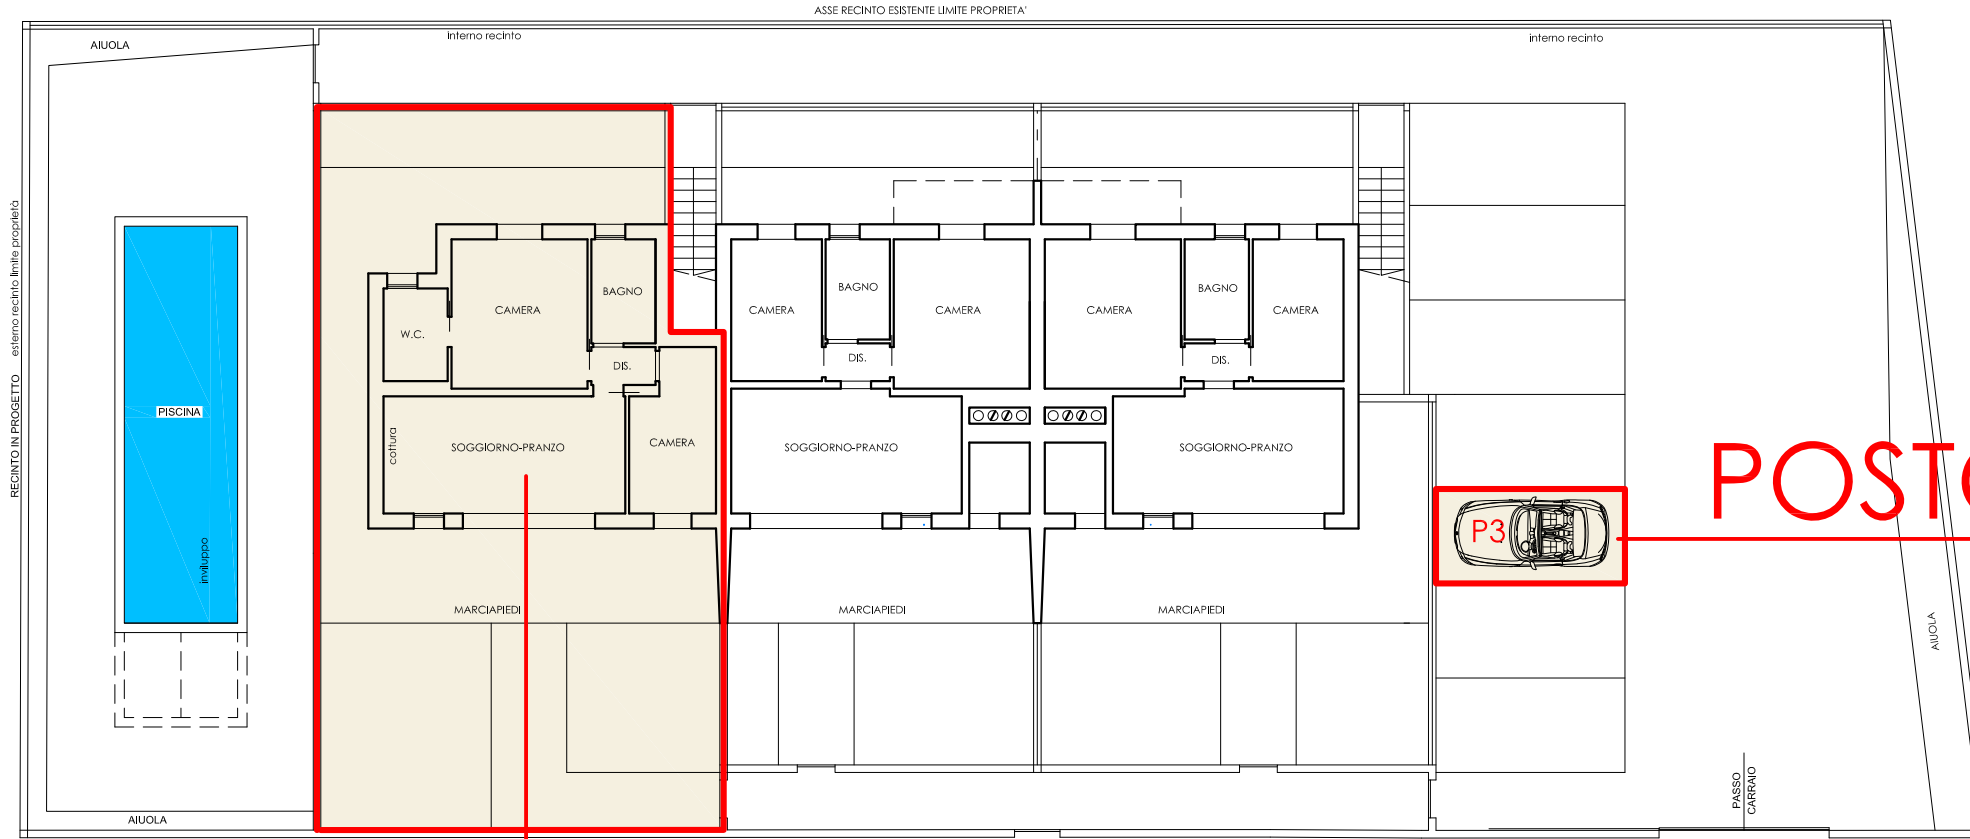 ASSE RECINTO ESISTENTE LIMITE PROPRIETA'
AIUOLA
interno recinto
interno recinto
RECINTO IN PROGETTO esterno recinto limite proprietà
PISCINA
inviluppo
AIUOLA
W.C.
CAMERA
BAGNO
DIS.
cottura
SOGGIORNO-PRANZO
CAMERA
MARCIAPIEDI
CAMERA
BAGNO
CAMERA
DIS.
SOGGIORNO-PRANZO
MARCIAPIEDI
CAMERA
BAGNO
CAMERA
DIS.
SOGGIORNO-PRANZO
MARCIAPIEDI
P3
POSTO
AIUOLA
PASSO
CARRAIO